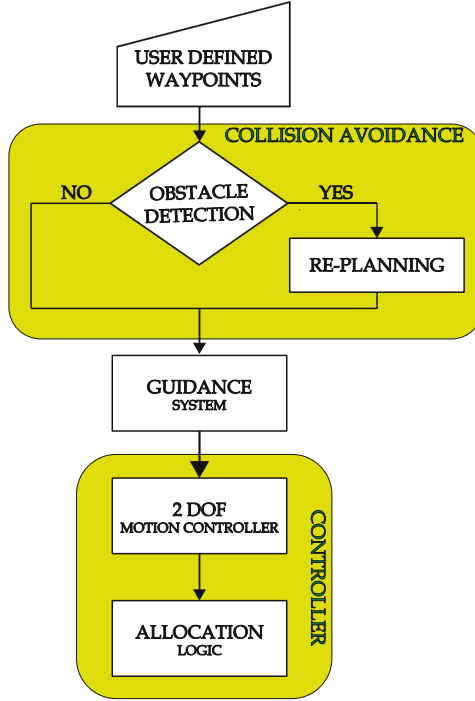 USER DEFINED
WAYPOINTS
COLLISION AVOIDANCE
NO
OBSTACLE
DETECTION
YES
RE-PLANNING
GUIDANCE
SYSTEM
2 DOF
MOTION CONTROLLER
CONTROLLER
ALLOCATION
LOGIC